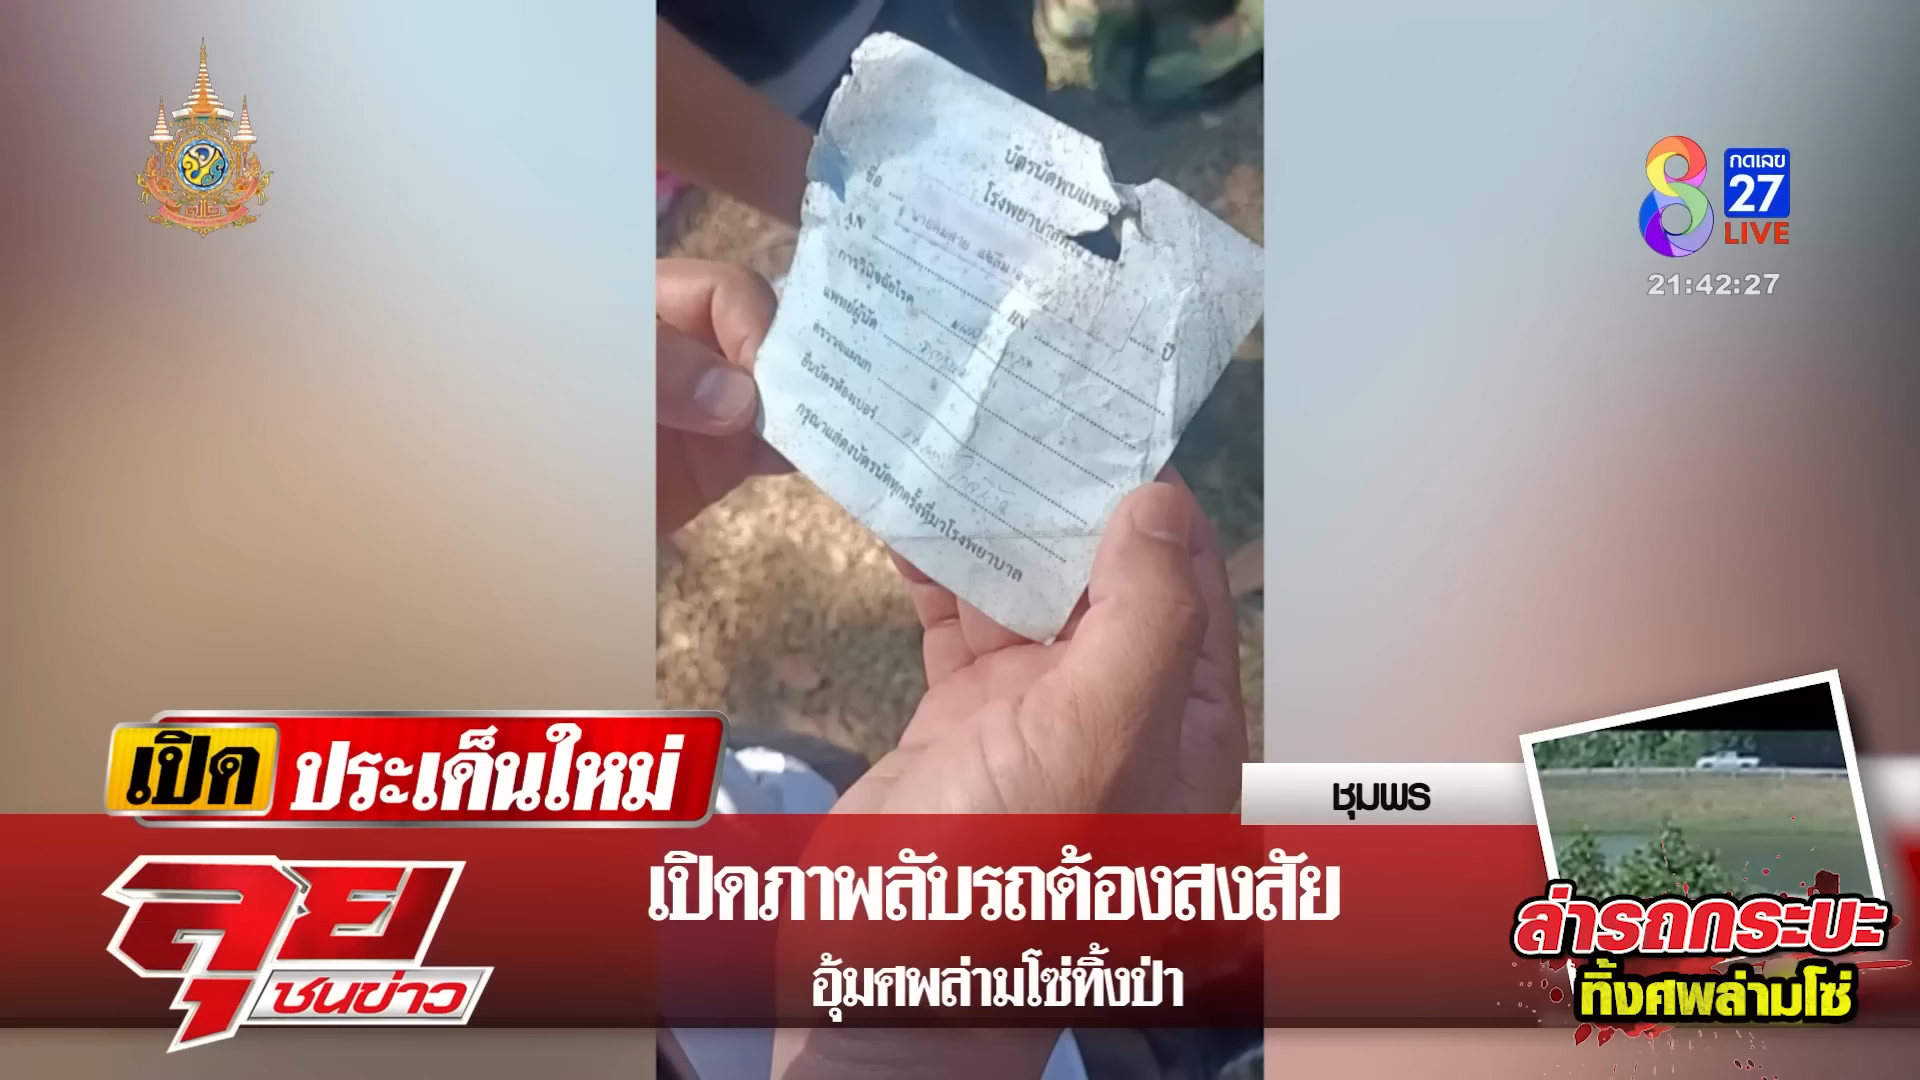 กดเลข
27
LIVE
21:42:27
บัตรนัดพบแพทย์
ชื่อ
AN
HN
ปี
การวินิจฉัยโรค
แพทย์ผู้นัด
ตรวจแผนก
ยื่นบัตรห้องเบอร์
กรุณาแสดงบัตรนัดทุกครั้งที่มาโรงพยาบาล
เปิด ประเด็นใหม่
ชุมพร
ลุย
ชนข่าว
เปิดภาพลับรถต้องสงสัย
อุ้มศพล่ามโซ่ทิ้งป่า
ล่ารถกระบะ
ทิ้งศพล่ามโซ่